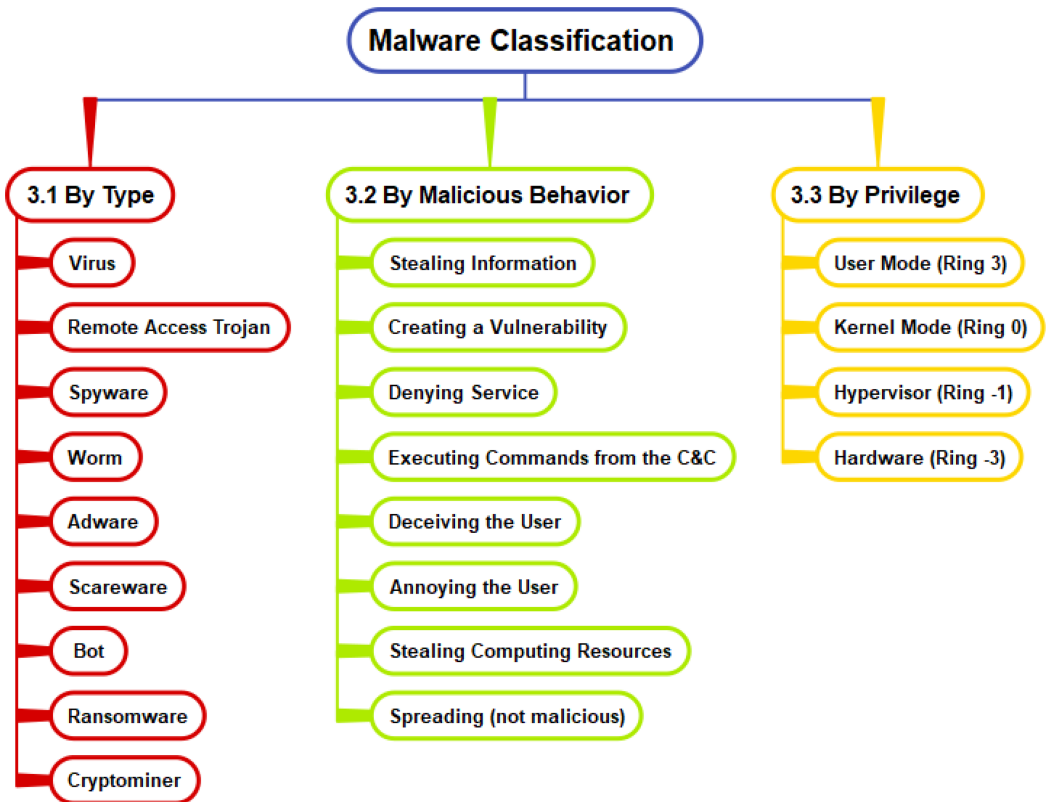 Malware Classification
3.1 By Type
Virus
Remote Access Trojan
Spyware
Worm
Adware
Scareware
Bot
Ransomware
Cryptominer
3.2 By Malicious Behavior
Stealing Information
Creating a Vulnerability
Denying Service
Executing Commands from the C&C
Deceiving the User
Annoying the User
Stealing Computing Resources
Spreading (not malicious)
3.3 By Privilege
User Mode (Ring 3)
Kernel Mode (Ring 0)
Hypervisor (Ring -1)
Hardware (Ring -3)